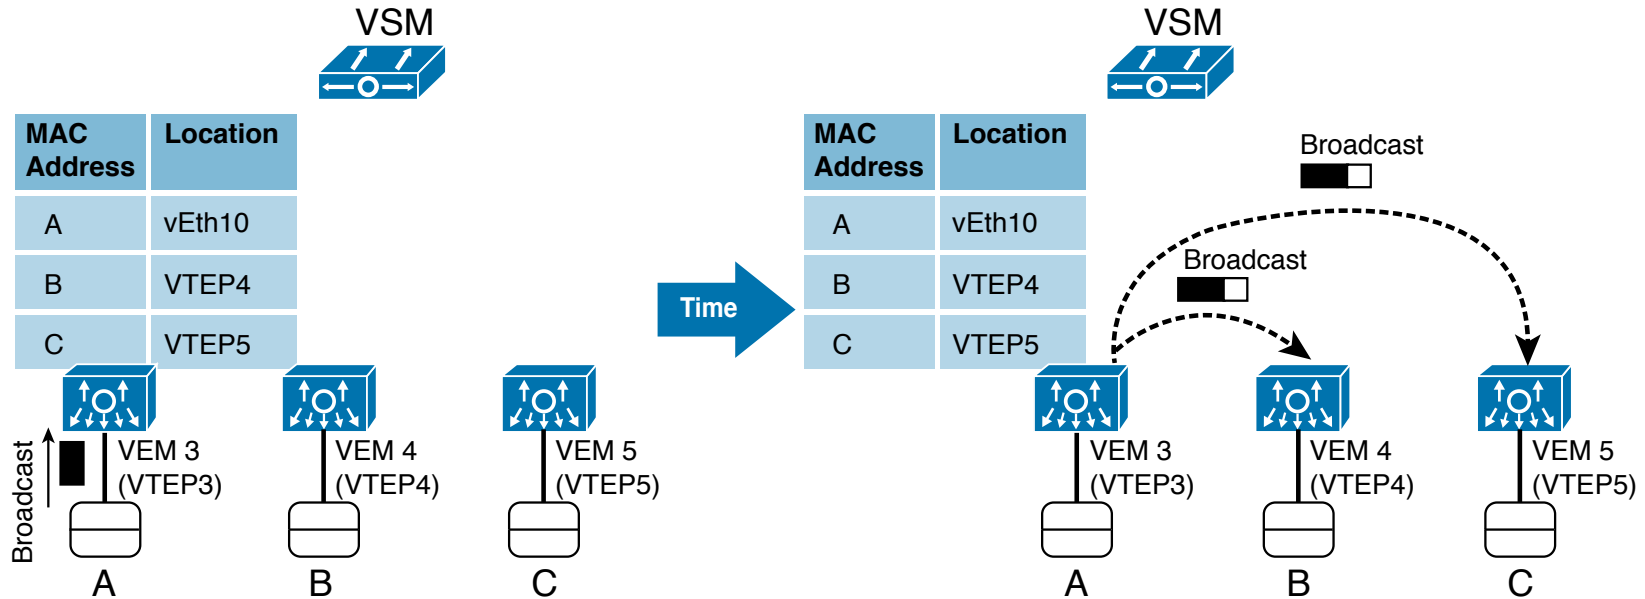 VSM
MAC Address Location
A vEth10
B VTEP4
C VTEP5
Broadcast
VEM 3
(VTEP3)
VEM 4
(VTEP4)
VEM 5
(VTEP5)
A
B
C
Time
VSM
MAC Address Location
A vEth10
B VTEP4
C VTEP5
Broadcast
Broadcast
VEM 3
(VTEP3)
VEM 4
(VTEP4)
VEM 5
(VTEP5)
A
B
C